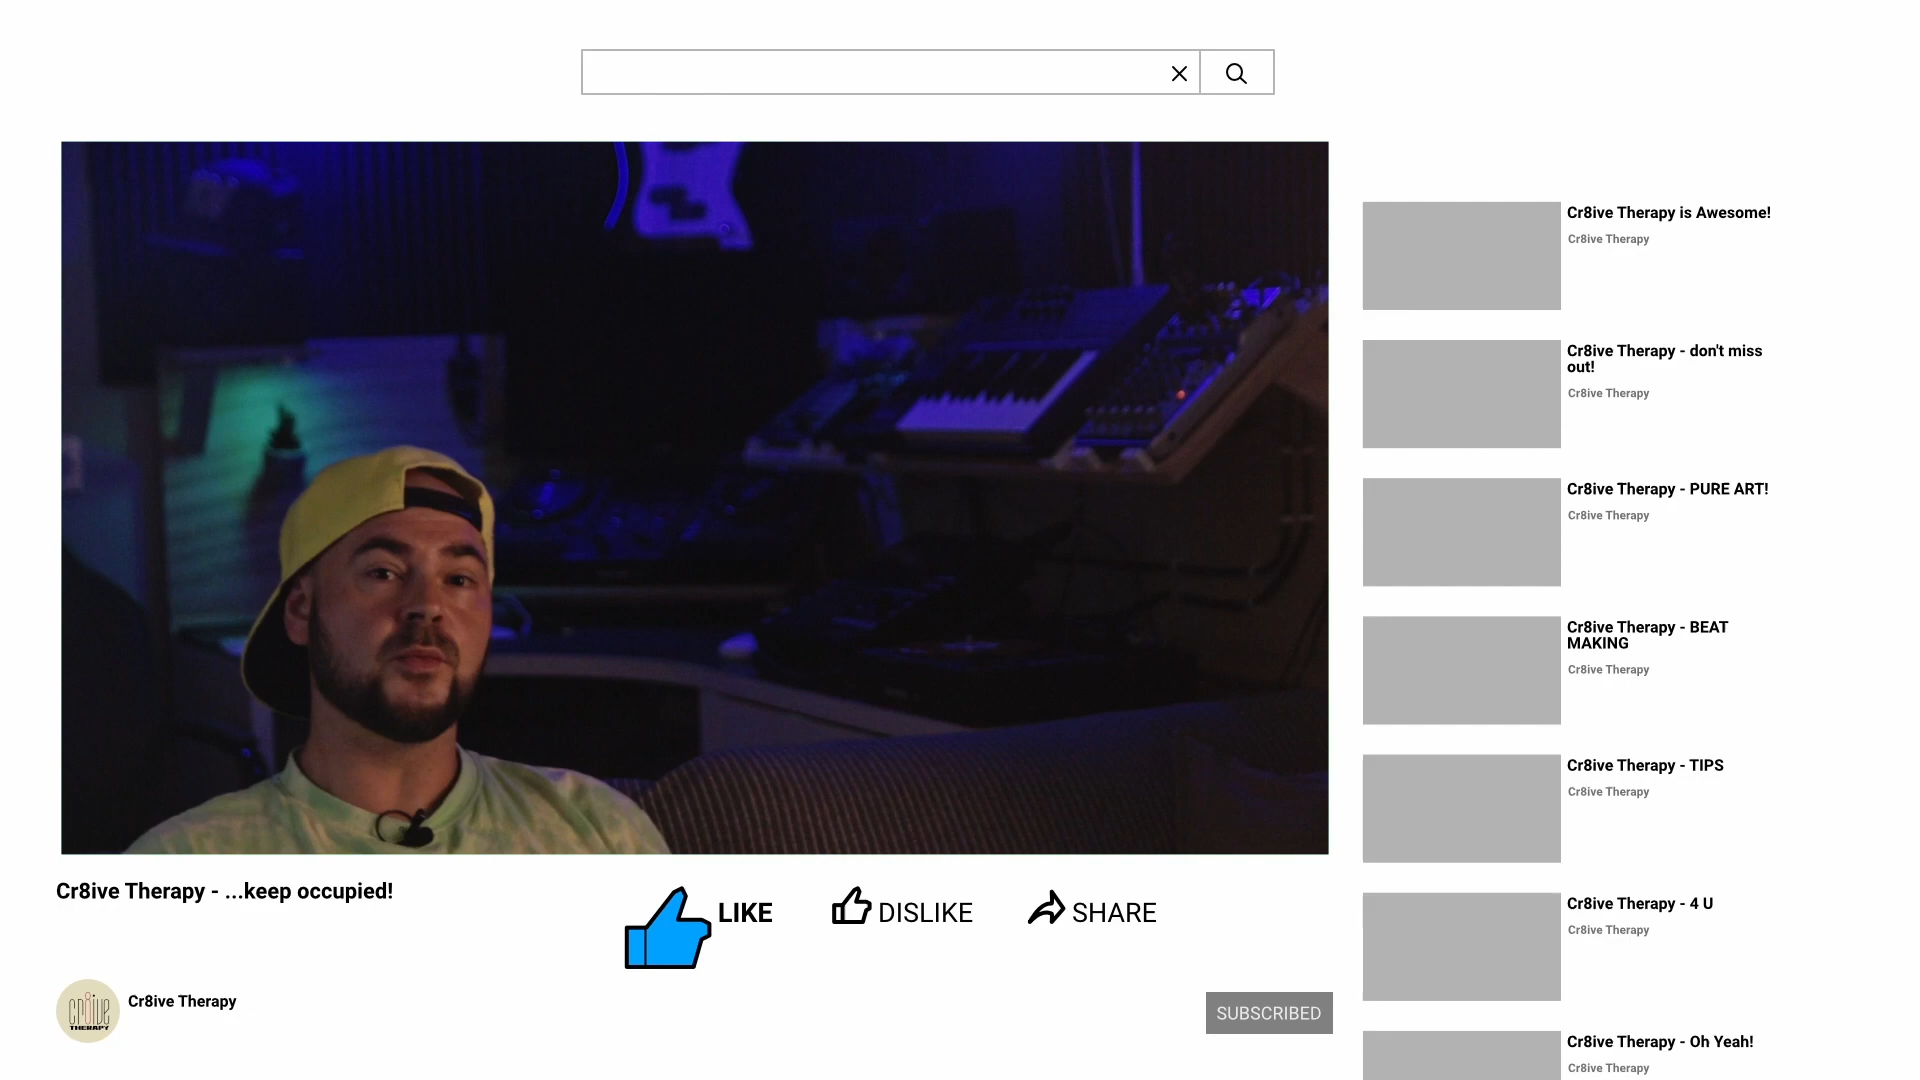 Cr8ive Therapy is Awesome!
Cr8ive Therapy
Cr8ive Therapy - don't miss
out!
Cr8ive Therapy
Cr8ive Therapy - PURE ART!
Cr8ive Therapy
Cr8ive Therapy - BEAT
MAKING
Cr8ive Therapy
Cr8ive Therapy - TIPS
Cr8ive Therapy
Cr8ive Therapy - 4 U
Cr8ive Therapy
Cr8ive Therapy - Oh Yeah!
Cr8ive Therapy
Cr8ive Therapy - ...keep occupied!
LIKE
DISLIKE
SHARE
cr8ive
THERAPY
Cr8ive Therapy
SUBSCRIBED